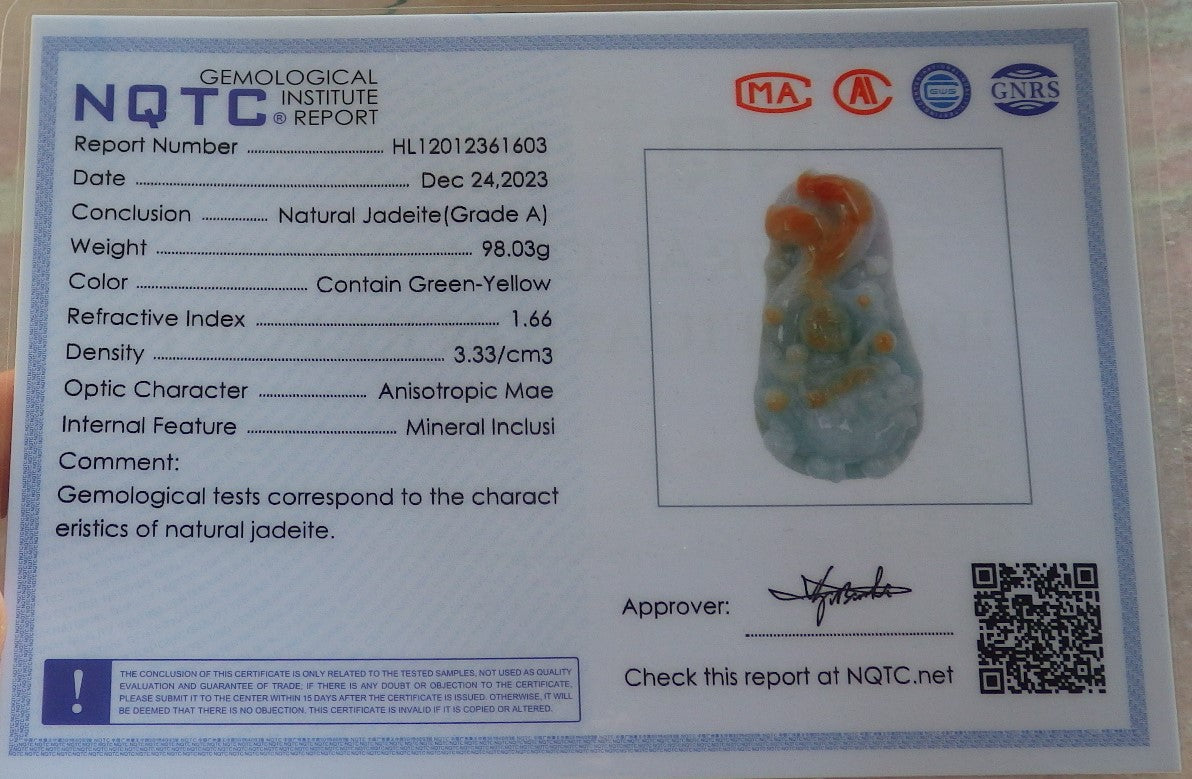 GEMOLOGICAL
NQTC INSTITUTE
® REPORT
MA
AL
GWS
GNRS
Report Number HL12012361603
Date Dec 24,2023
Conclusion Natural Jadeite(Grade A)
Weight 98.03g
Color Contain Green-Yellow
Refractive Index 1.66
Density 3.33/cm3
Optic Character Anisotropic Mae
Internal Feature Mineral Inclusi
Comment:
Gemological tests correspond to the charact
eristics of natural jadeite.
Approver:
Check this report at NQTC.net
! THE CONCLUSION OF THIS CERTIFICATE IS ONLY RELATED TO THE TESTED SAMPLES, NOT USED AS QUALITY
EVALUATION AND GUARANTEE OF TRADE; IF THERE IS ANY DOUBT OR OBJECTION TO THE CERTIFICATE,
PLEASE SUBMIT IT TO THE CENTER WITHIN 15 DAYS AFTER THE CERTIFICATE IS ISSUED. OTHERWISE, IT WILL
BE DEEMED THAT THERE IS NO OBJECTION. THIS CERTIFICATE IS INVALID IF IT IS COPIED OR ALTERED.